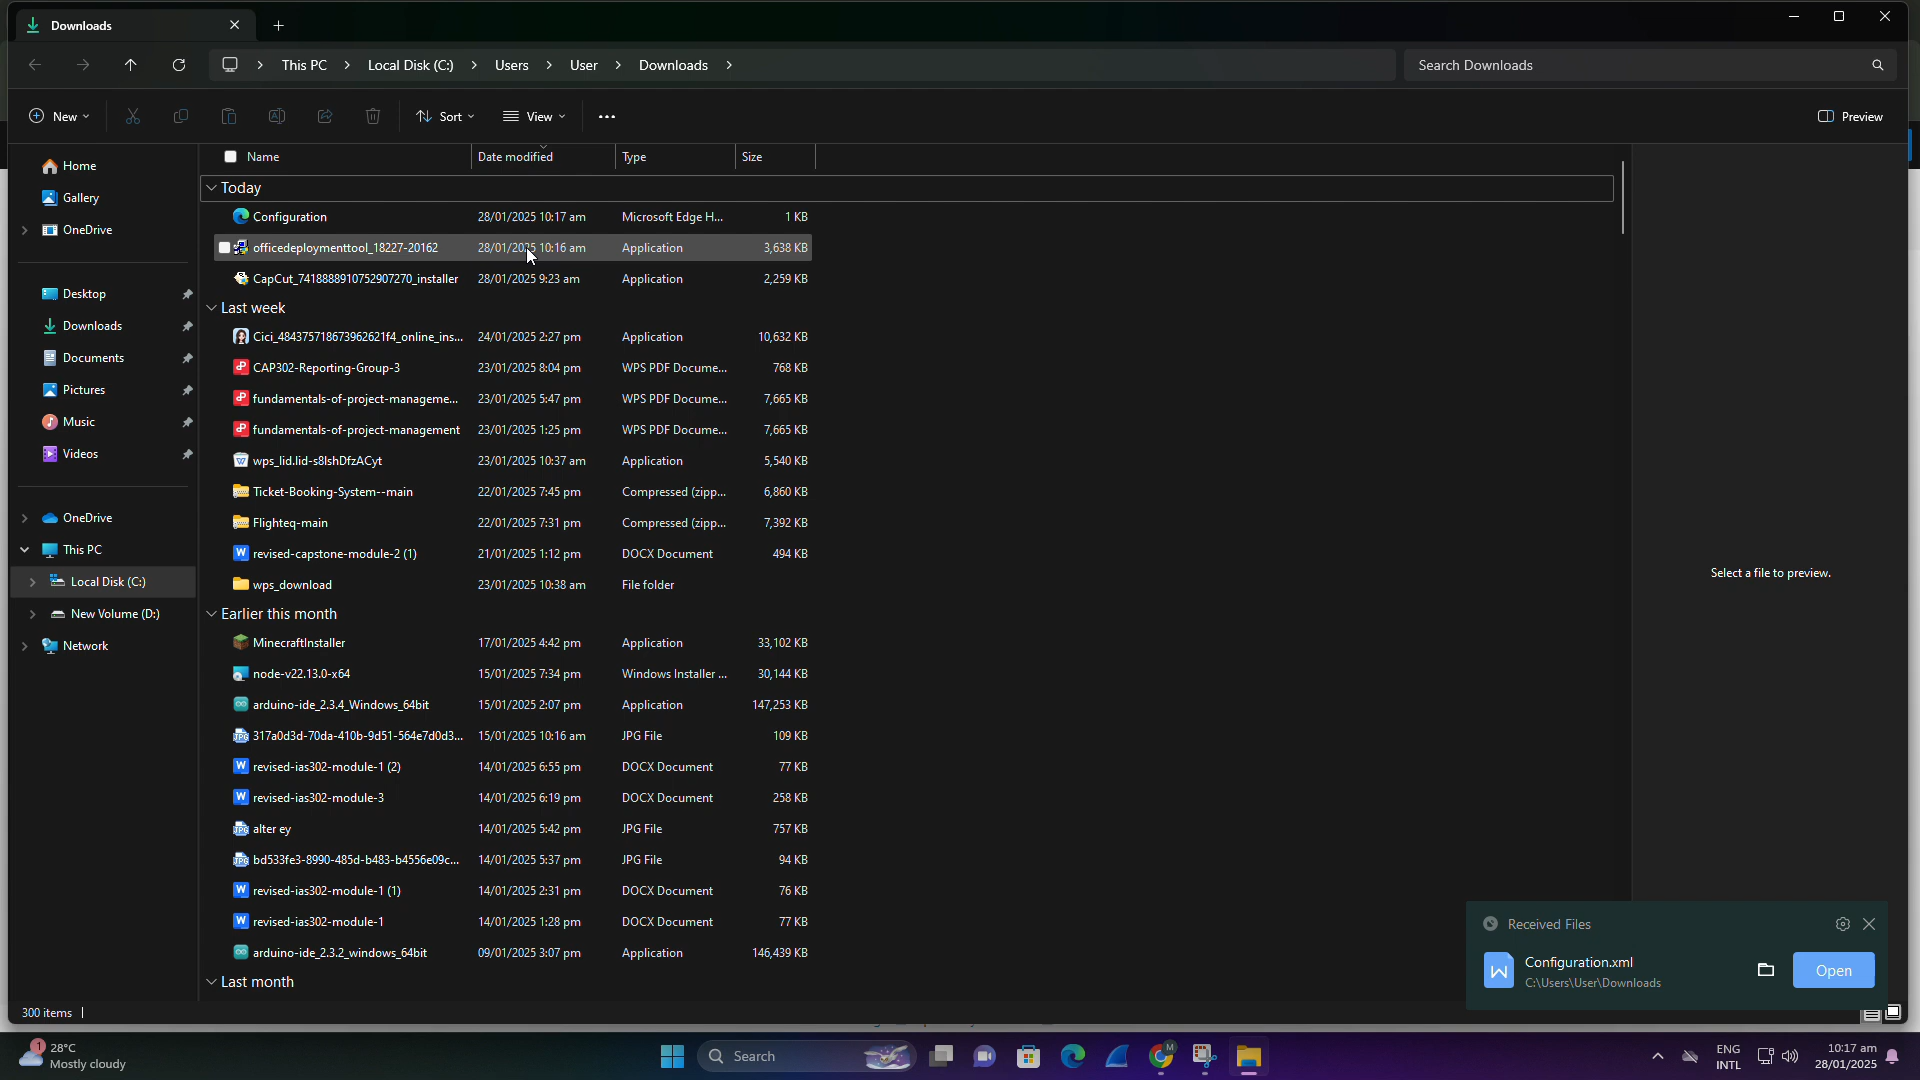 Downloads
This PC Local Disk (C:) Users User Downloads
Search Downloads
New
Sort
View
Preview
Home
Gallery
OneDrive
Desktop
Downloads
Documents
Pictures
Music
Videos
OneDrive
This PC
Local Disk (C:)
New Volume (D:)
Network
Name Date modified Type Size
Today
Configuration 28/01/2025 10:17 am Microsoft Edge H... 1 KB
officedeploymenttool_18227-20162 28/01/2025 10:16 am Application 3,638 KB
CapCut_7418888910752907270_installer 28/01/2025 9:23 am Application 2,259 KB
Last week
Cici_484375718673962621f4_online_ins... 24/01/2025 2:27 pm Application 10,632 KB
CAP302-Reporting-Group-3 23/01/2025 8:04 pm WPS PDF Docume... 768 KB
fundamentals-of-project-manageme... 23/01/2025 5:47 pm WPS PDF Docume... 7,665 KB
fundamentals-of-project-management 23/01/2025 1:25 pm WPS PDF Docume... 7,665 KB
wps_lid.lid-s8lshDfzACyt 23/01/2025 10:37 am Application 5,540 KB
Ticket-Booking-System--main 22/01/2025 7:45 pm Compressed (zipp... 6,860 KB
Flighteq-main 22/01/2025 7:31 pm Compressed (zipp... 7,392 KB
revised-capstone-module-2 (1) 21/01/2025 1:12 pm DOCX Document 494 KB
wps_download 23/01/2025 10:38 am File folder
Earlier this month
MinecraftInstaller 17/01/2025 4:42 pm Application 33,102 KB
node-v22.13.0-x64 15/01/2025 7:34 pm Windows Installer ... 30,144 KB
arduino-ide_2.3.4_Windows_64bit 15/01/2025 2:07 pm Application 147,253 KB
317a0d3d-70da-410b-9d51-564e7d0d3... 15/01/2025 10:16 am JPG File 109 KB
revised-ias302-module-1 (2) 14/01/2025 6:55 pm DOCX Document 77 KB
revised-ias302-module-3 14/01/2025 6:19 pm DOCX Document 258 KB
alter ey 14/01/2025 5:42 pm JPG File 757 KB
bd533fe3-8990-485d-b483-b4556e09c... 14/01/2025 5:37 pm JPG File 94 KB
revised-ias302-module-1 (1) 14/01/2025 2:31 pm DOCX Document 76 KB
revised-ias302-module-1 14/01/2025 1:28 pm DOCX Document 77 KB
arduino-ide_2.3.2_windows_64bit 09/01/2025 3:07 pm Application 146,439 KB
Last month
Select a file to preview.
Received Files
Configuration.xml
C:\Users\User\Downloads
Open
300 items
1
28°C
Mostly cloudy
Search
M
ENG
INTL
10:17 am
28/01/2025